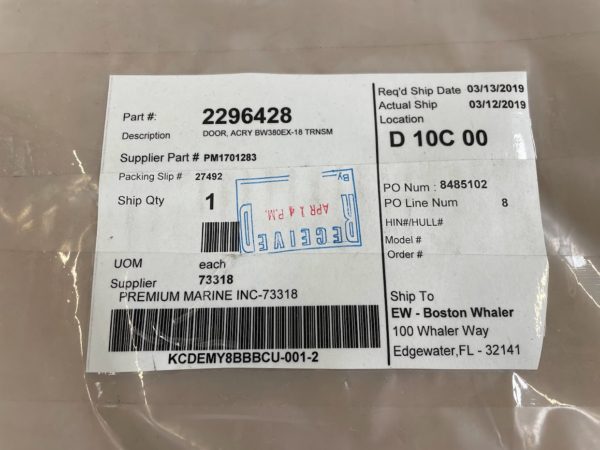 Part #: 2296428
Description DOOR, ACRY BW380EX-18 TRNSM
Supplier Part # PM1701283
Packing Slip # 27492
Ship Qty 1
UOM each
Supplier 73318
PREMIUM MARINE INC-73318
KCDEMY8BBBCU-001-2
RECEIVED
APR 14 P.M.
By
Req'd Ship Date 03/13/2019
Actual Ship 03/12/2019
Location
D 10C 00
PO Num : 8485102
PO Line Num 8
HIN#/HULL#
Model #
Order #
Ship To
EW - Boston Whaler
100 Whaler Way
Edgewater,FL - 32141